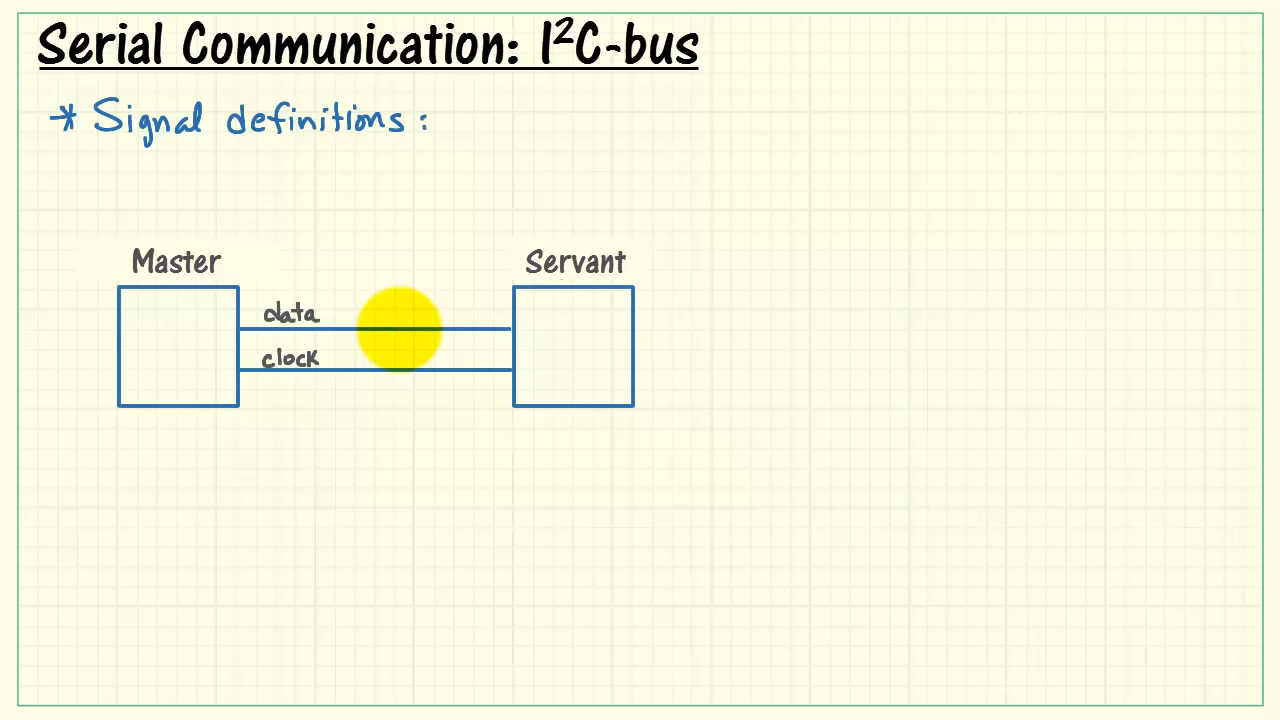 Serial Communication: I²C-bus
* Signal definitions:
Master
Servant
data
clock